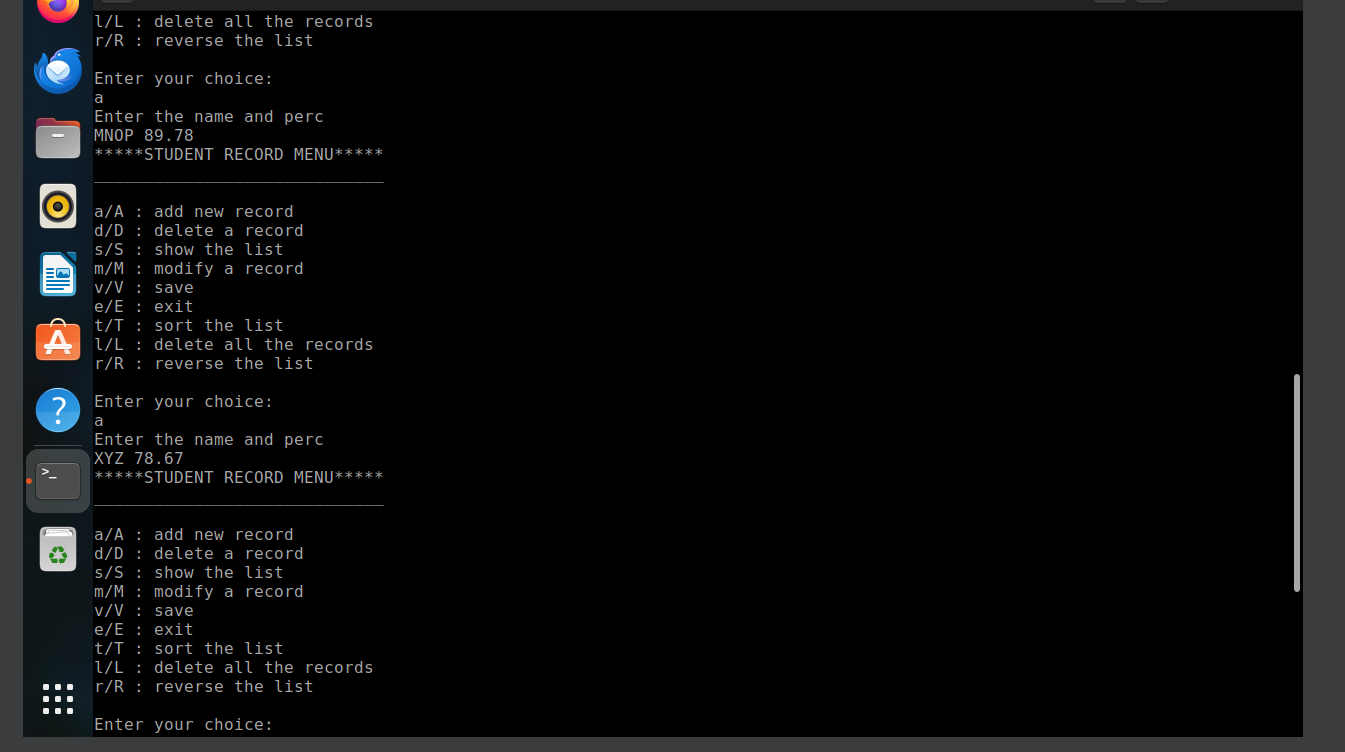 l/L : delete all the records
r/R : reverse the list
Enter your choice:
a
Enter the name and perc
MNOP 89.78
*****STUDENT RECORD MENU*****
_____________________________
a/A : add new record
d/D : delete a record
s/S : show the list
m/M : modify a record
v/V : save
e/E : exit
t/T : sort the list
l/L : delete all the records
r/R : reverse the list
Enter your choice:
a
Enter the name and perc
XYZ 78.67
*****STUDENT RECORD MENU*****
_____________________________
a/A : add new record
d/D : delete a record
s/S : show the list
m/M : modify a record
v/V : save
e/E : exit
t/T : sort the list
l/L : delete all the records
r/R : reverse the list
Enter your choice: